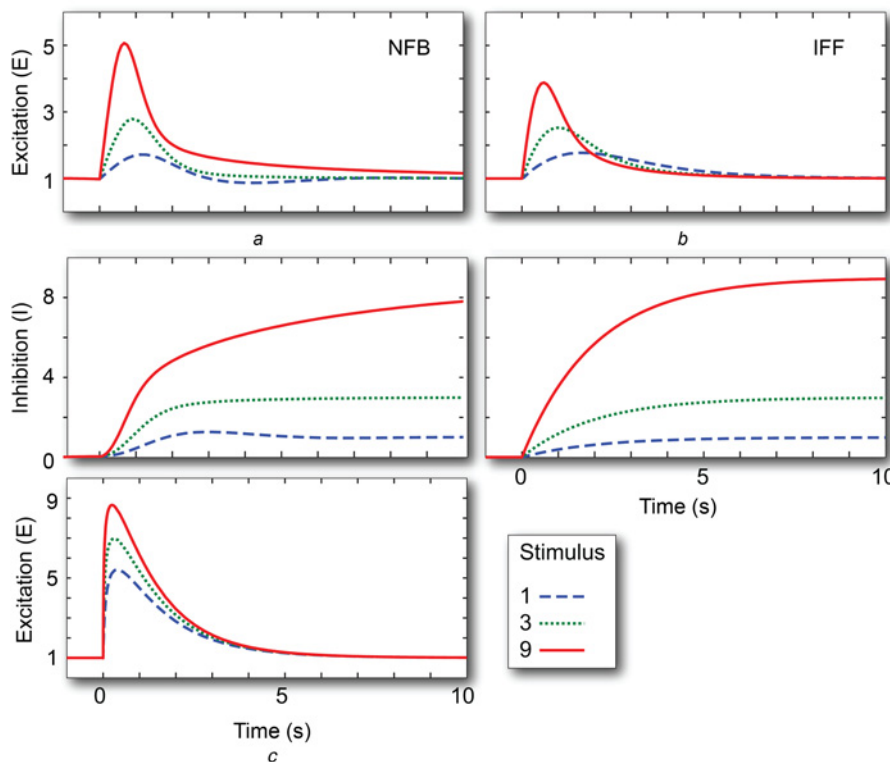 NFB
Excitation (E)
5
3
1
a
IFF
b
Inhibition (I)
8
4
0
0
5
10
Time (s)
Excitation (E)
9
5
1
0
5
10
Time (s)
c
Stimulus
1
3
9